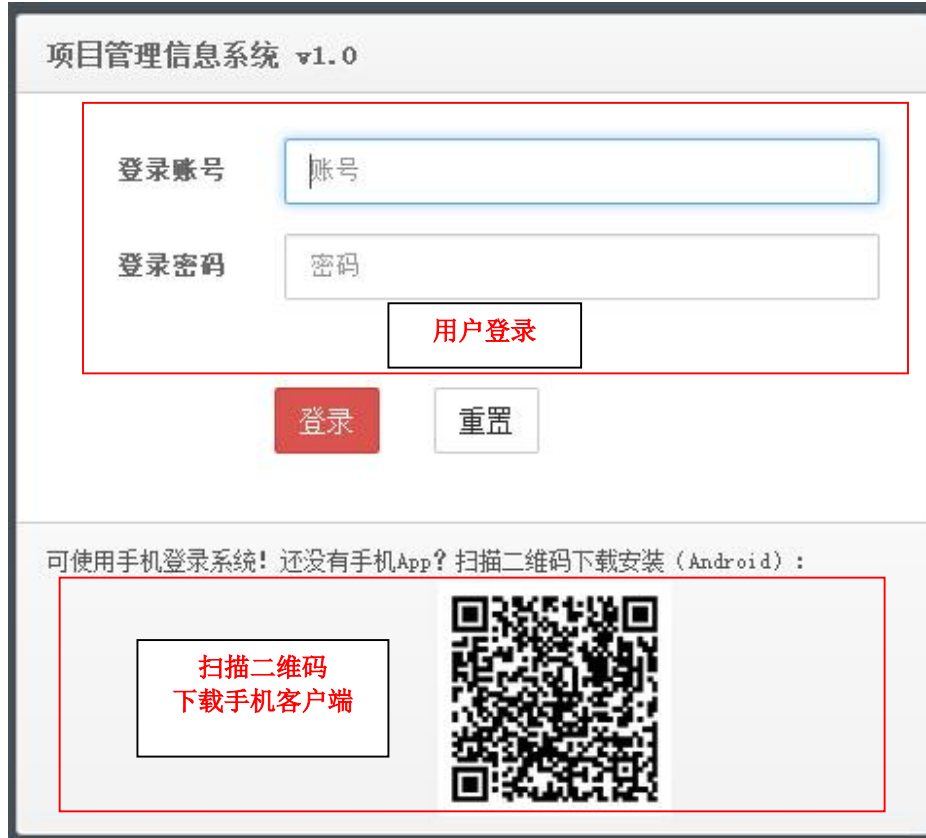 项目管理信息系统 v1.0
登录账号
账号
登录密码
密码
用户登录
登录
重置
可使用手机登录系统！还没有手机App？扫描二维码下载安装（Android）：
扫描二维码
下载手机客户端